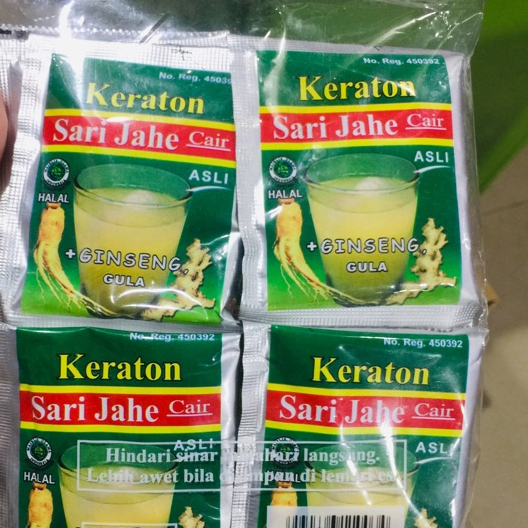 No. Reg. 4503
Keraton
Sari Jahe Cair
ASLI
HALAL
+GINSENG,
GULA
No. Reg. 450392
Keraton
Sari Jahe Cair
ASLI
HALAL
+GINSENG,
GULA
No. Reg. 450392
Keraton
Sari Jahe Cair
ASLI
HALAL
No. Reg. 450392
Keraton
Sari Jahe Cair
ASLI
Hindari sinar matahari langsung.
Lebih awet bila disimpan di lemari es